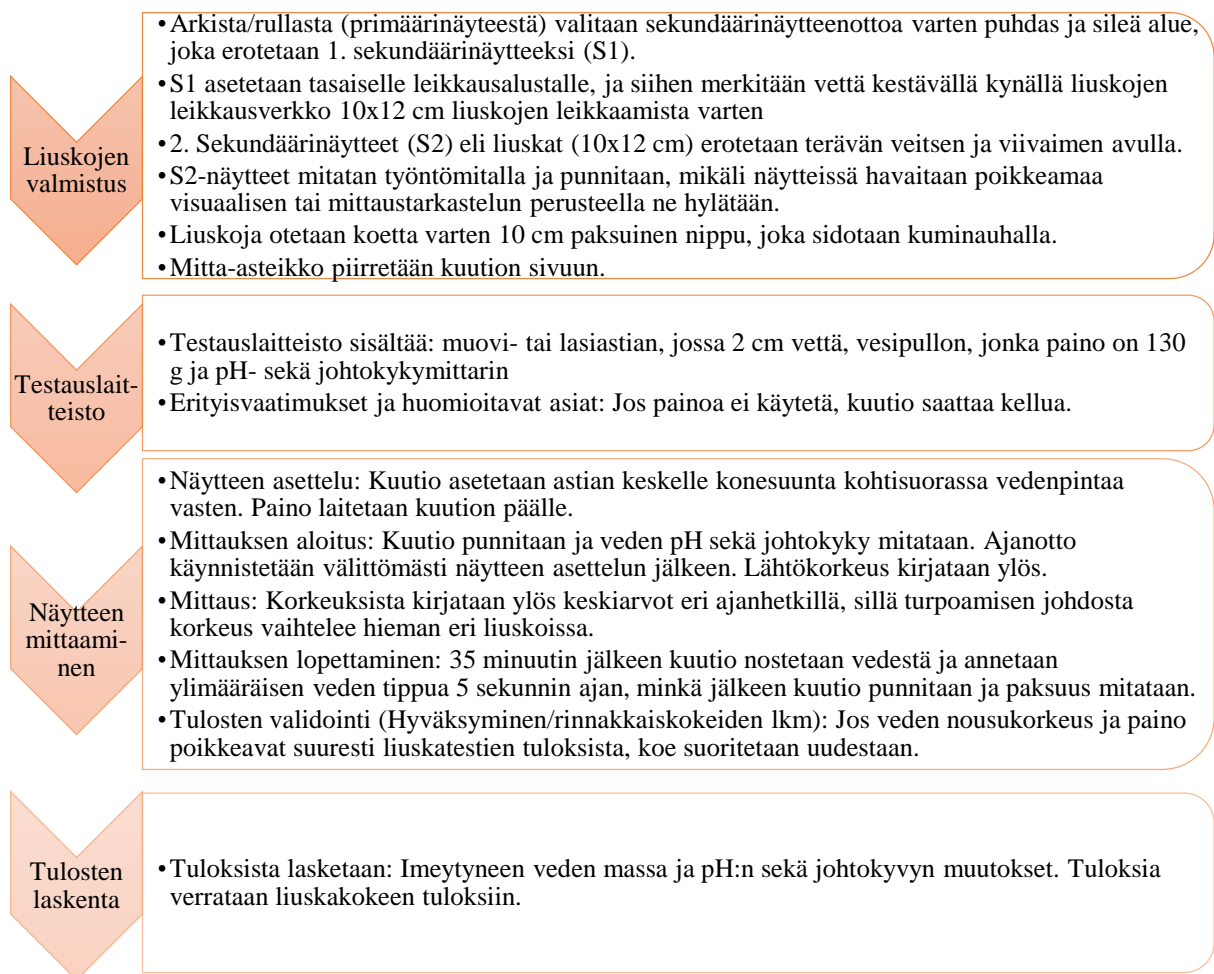 Liuskojen
valmistus
•Arkista/rullasta (primäärinäyteestä) valitaan sekundäärinäytteenottoa varten puhdas ja sileä alue,
joka erotetaan 1. sekundäärinäytteeksi (S1).
•S1 asetetaan tasaiselle leikkausalustalle, ja siihen merkitään vettä kestävällä kynällä liuskojen
leikkausverkko 10x12 cm liuskojen leikkaamista varten
•2. Sekundäärinäytteet (S2) eli liuskat (10x12 cm) erotetaan terävän veitsen ja viivaimen avulla.
•S2-näytteet mitatan työntömitalla ja punnitaan, mikäli näytteissä havaitaan poikkeamaa
visuaalisen tai mittaustarkastelun perusteella ne hylätään.
•Liuskoja otetaan koetta varten 10 cm paksuinen nippu, joka sidotaan kuminauhalla.
•Mitta-asteikko piirretään kuution sivuun.
Testauslait-
teisto
•Testauslaitteisto sisältää: muovi- tai lasiastian, jossa 2 cm vettä, vesipullon, jonka paino on 130
g ja pH- sekä johtokykymittarin
•Erityisvaatimukset ja huomioitavat asiat: Jos painoa ei käytetä, kuutio saattaa kellua.
Näytteen
mittaami-
nen
•Näytteen asettelu: Kuutio asetetaan astian keskelle konesuunta kohtisuorassa vedenpintaa
vasten. Paino laitetaan kuution päälle.
•Mittauksen aloitus: Kuutio punnitaan ja veden pH sekä johtokyky mitataan. Ajanotto
käynnistetään välittömästi näytteen asettelun jälkeen. Lähtökorkeus kirjataan ylös.
•Mittaus: Korkeuksista kirjataan ylös keskiarvot eri ajanhetkillä, sillä turpoamisen johdosta
korkeus vaihtelee hieman eri liuskoissa.
•Mittauksen lopettaminen: 35 minuutin jälkeen kuutio nostetaan vedestä ja annetaan
ylimääräisen veden tippua 5 sekunnin ajan, minkä jälkeen kuutio punnitaan ja paksuus mitataan.
•Tulosten validointi (Hyväksyminen/rinnakkaiskokeiden lkm): Jos veden nousukorkeus ja paino
poikkeavat suuresti liuskatestien tuloksista, koe suoritetaan uudestaan.
Tulosten
laskenta
•Tuloksista lasketaan: Imeytyneen veden massa ja pH:n sekä johtokyvyn muutokset. Tuloksia
verrataan liuskakokeen tuloksiin.